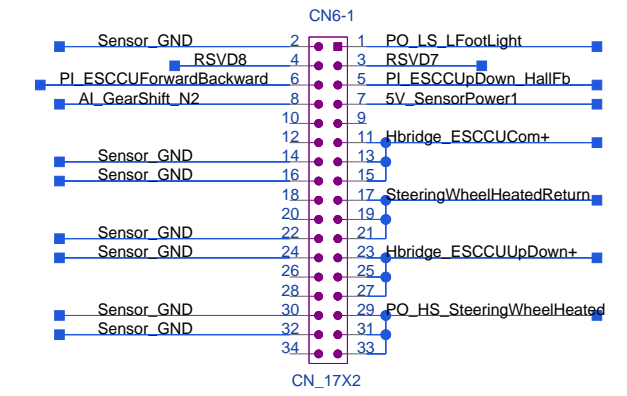 CN6-1
Sensor_GND 2 1 PO_LS_LFootLight
RSVD8 4 3 RSVD7
PI_ESCCUForwardBackward 6 5 PI_ESCCUpDown_HallFb
AI_GearShift_N2 8 7 5V_SensorPower1
10 9
12 11 Hbridge_ESCCUCom+
Sensor_GND 14 13
Sensor_GND 16 15
18 17 SteeringWheelHeatedReturn
20 19
Sensor_GND 22 21
Sensor_GND 24 23 Hbridge_ESCCUUpDown+
26 25
28 27
Sensor_GND 30 29 PO_HS_SteeringWheelHeated
Sensor_GND 32 31
34 33
CN_17X2